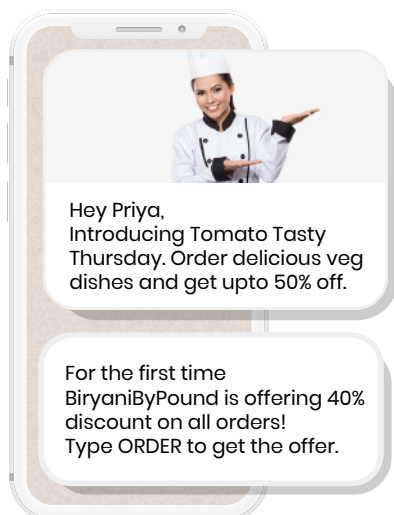 Hey Priya,
Introducing Tomato Tasty
Thursday. Order delicious veg
dishes and get upto 50% off.
For the first time
BiryaniByPound is offering 40%
discount on all orders!
Type ORDER to get the offer.